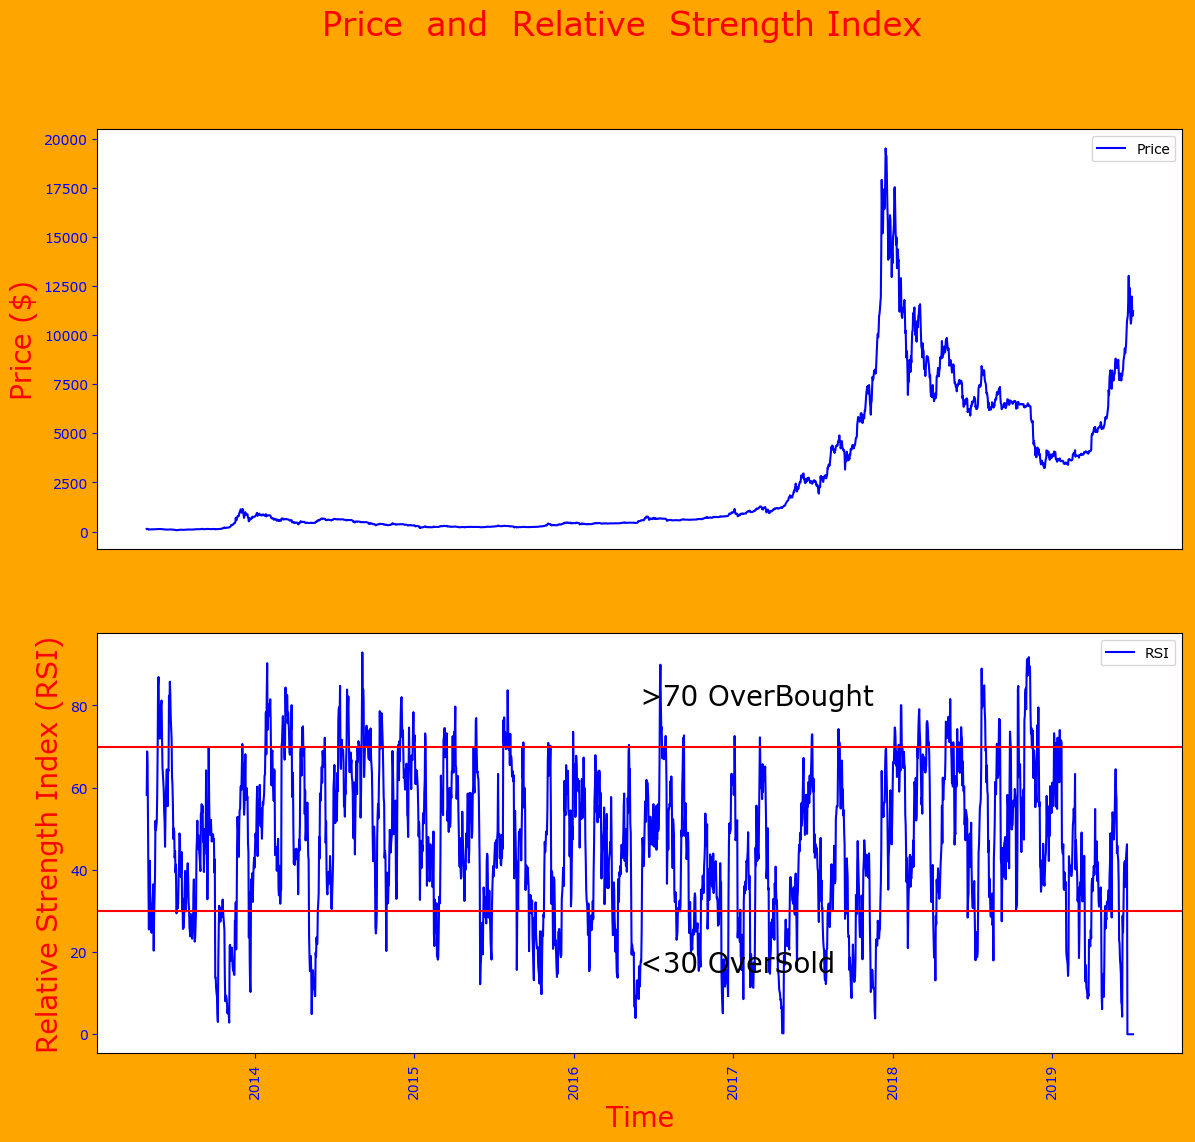 Price and Relative Strength Index
20000
17500
15000
12500
10000
7500
5000
2500
0
Price ($)
Price
Relative Strength Index (RSI)
80
60
40
20
0
RSI
>70 OverBought
<30 OverSold
2014
2015
2016
2017
2018
2019
Time